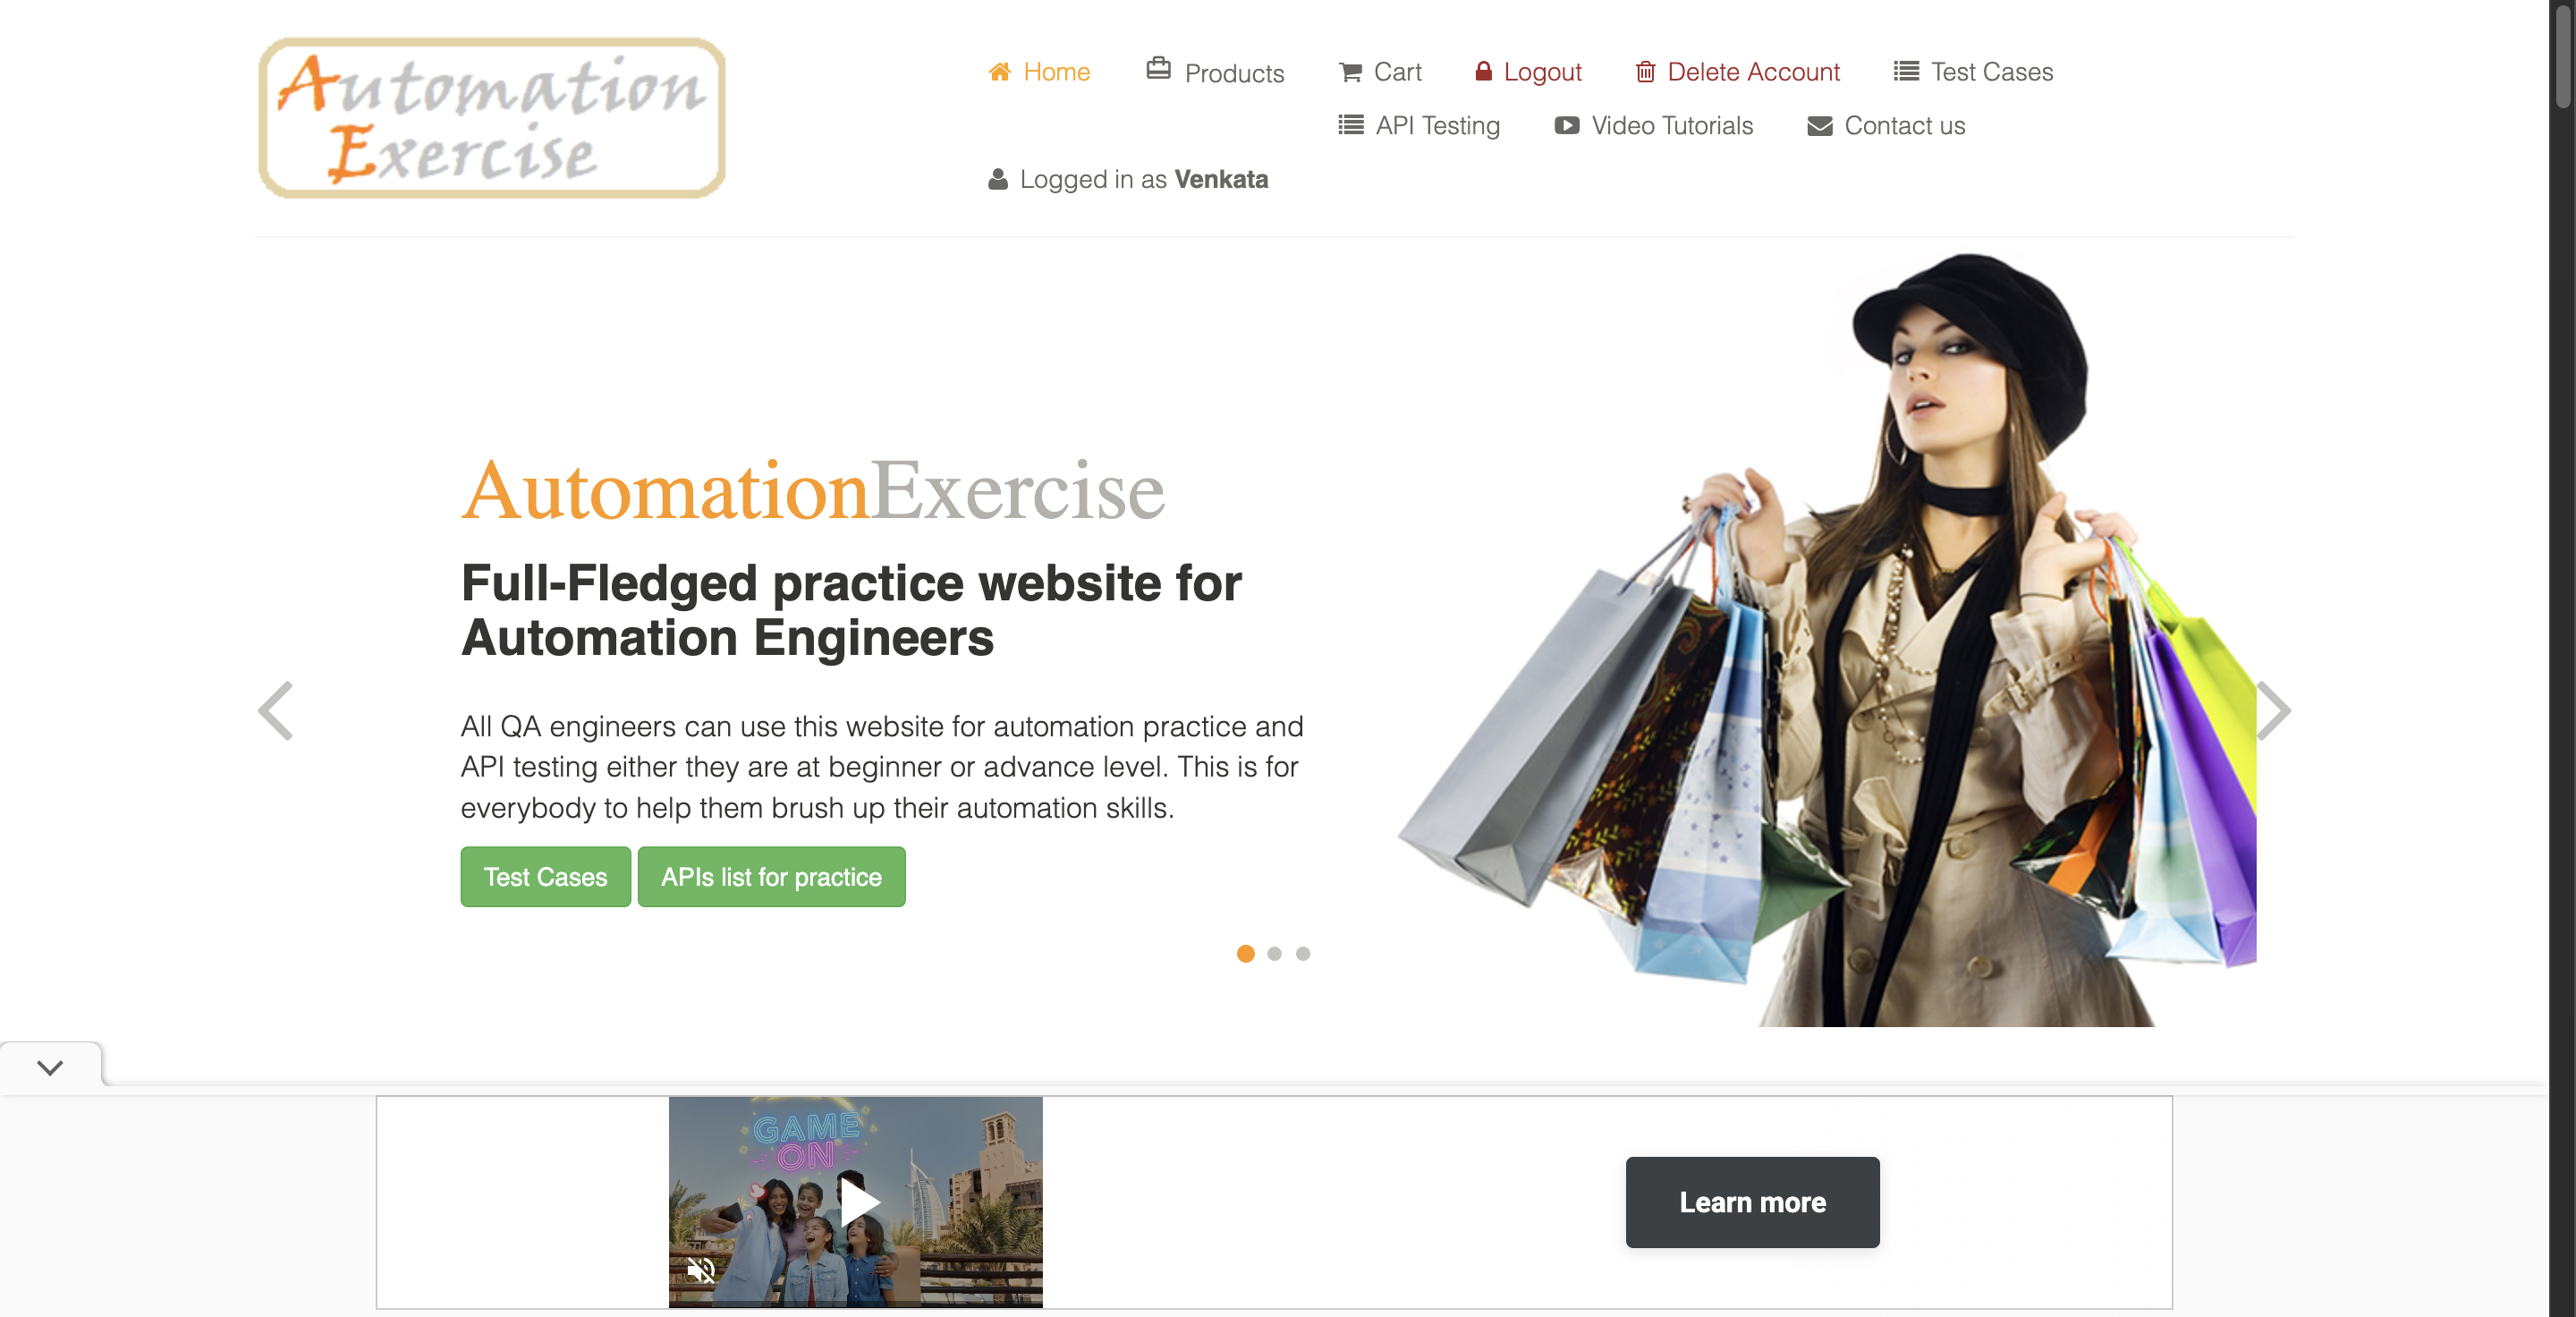 Automation
Exercise
Home Products Cart Logout Delete Account Test Cases
API Testing Video Tutorials Contact us
Logged in as Venkata
AutomationExercise
Full-Fledged practice website for
Automation Engineers
All QA engineers can use this website for automation practice and
API testing either they are at beginner or advance level. This is for
everybody to help them brush up their automation skills.
Test Cases APIs list for practice
GAME
ON
Learn more